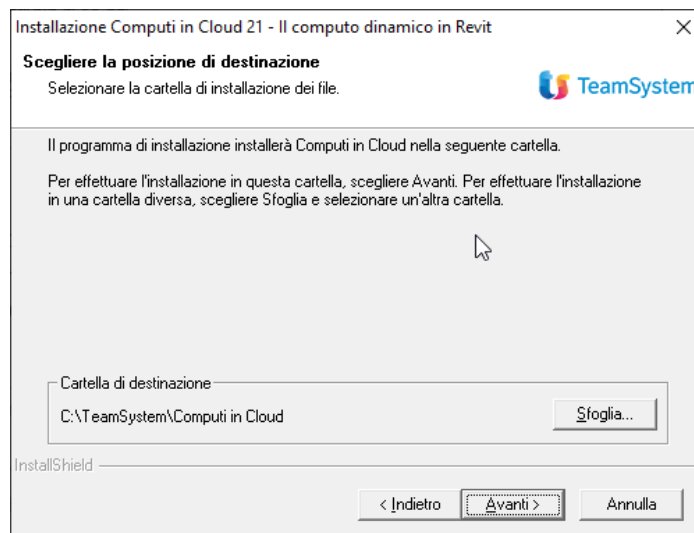 Installazione Computi in Cloud 21 - Il computo dinamico in Revit
Scegliere la posizione di destinazione
Selezionare la cartella di installazione dei file.
TeamSystem
Il programma di installazione installerà Computi in Cloud nella seguente cartella.
Per effettuare l'installazione in questa cartella, scegliere Avanti. Per effettuare l'installazione
in una cartella diversa, scegliere Sfoglia e selezionare un'altra cartella.
Cartella di destinazione
C:\TeamSystem\Computi in Cloud
Sfoglia...
InstallShield
< Indietro
Avanti >
Annulla